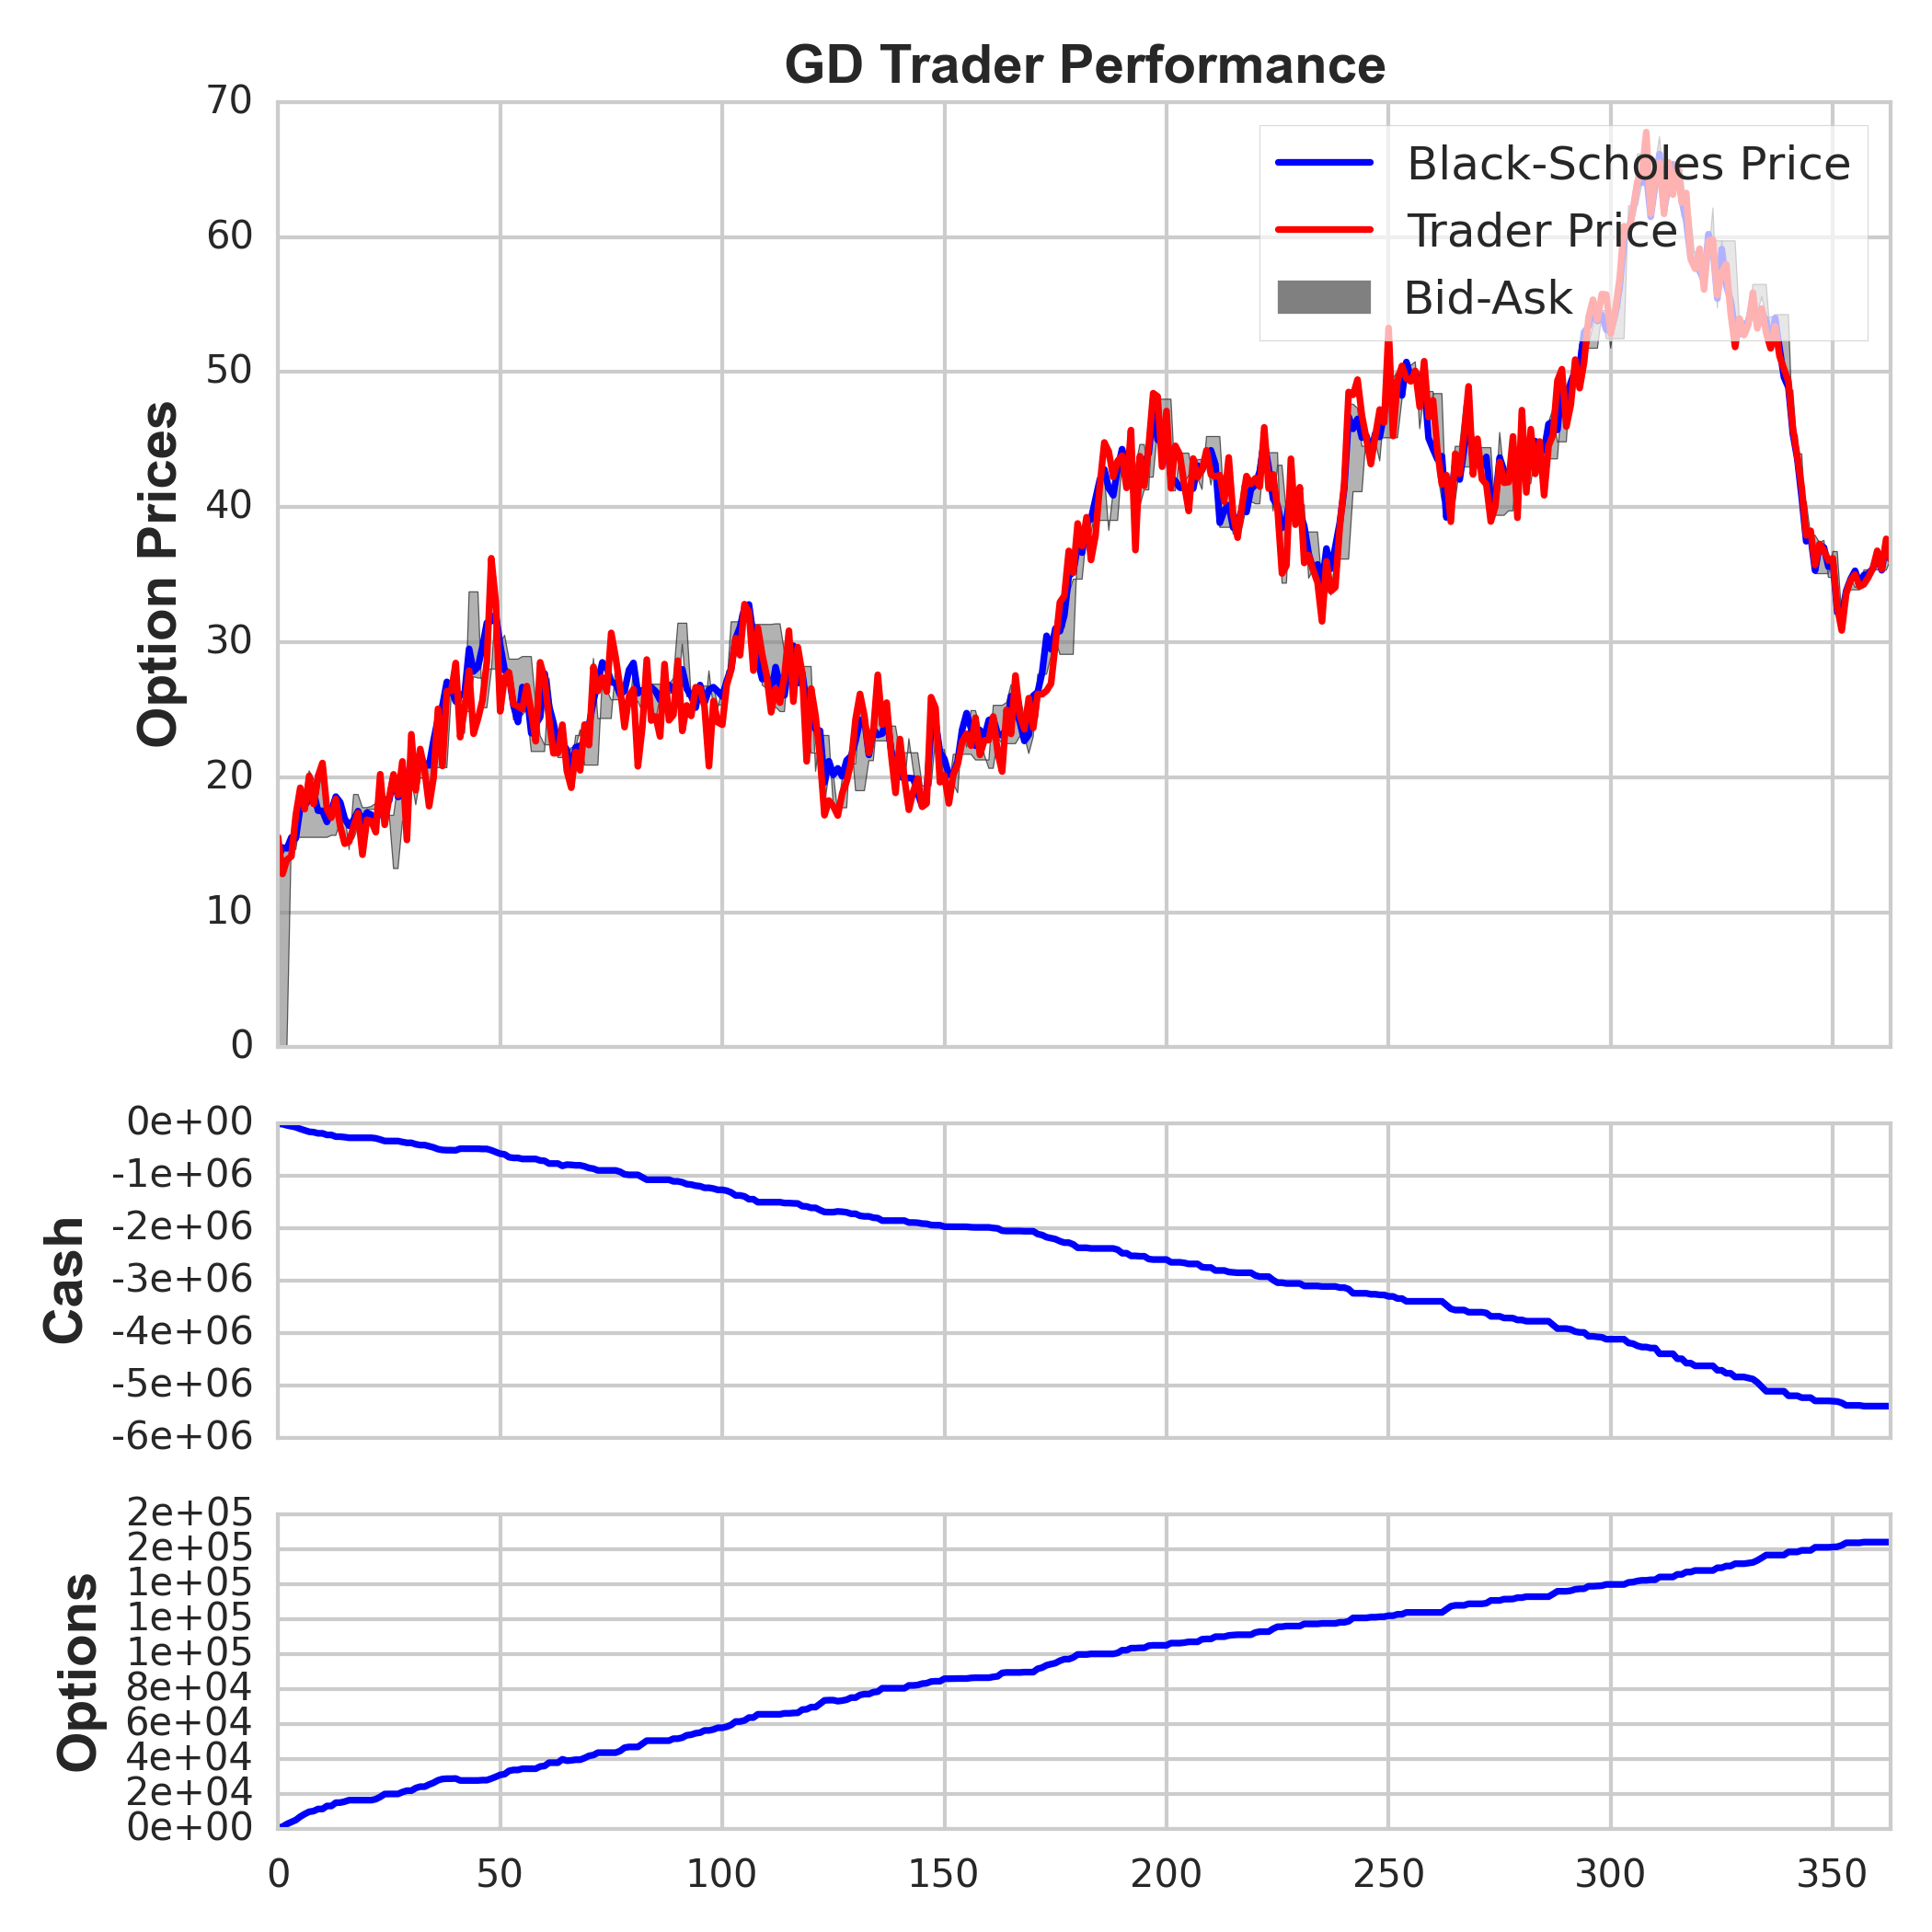 GD Trader Performance
70
60
50
40
30
20
10
0
Option Prices
Black-Scholes Price
Trader Price
Bid-Ask
0e+00
-1e+06
-2e+06
-3e+06
-4e+06
-5e+06
-6e+06
Cash
2e+05
2e+05
1e+05
1e+05
1e+05
8e+04
6e+04
4e+04
2e+04
0e+00
Options
0 50 100 150 200 250 300 350